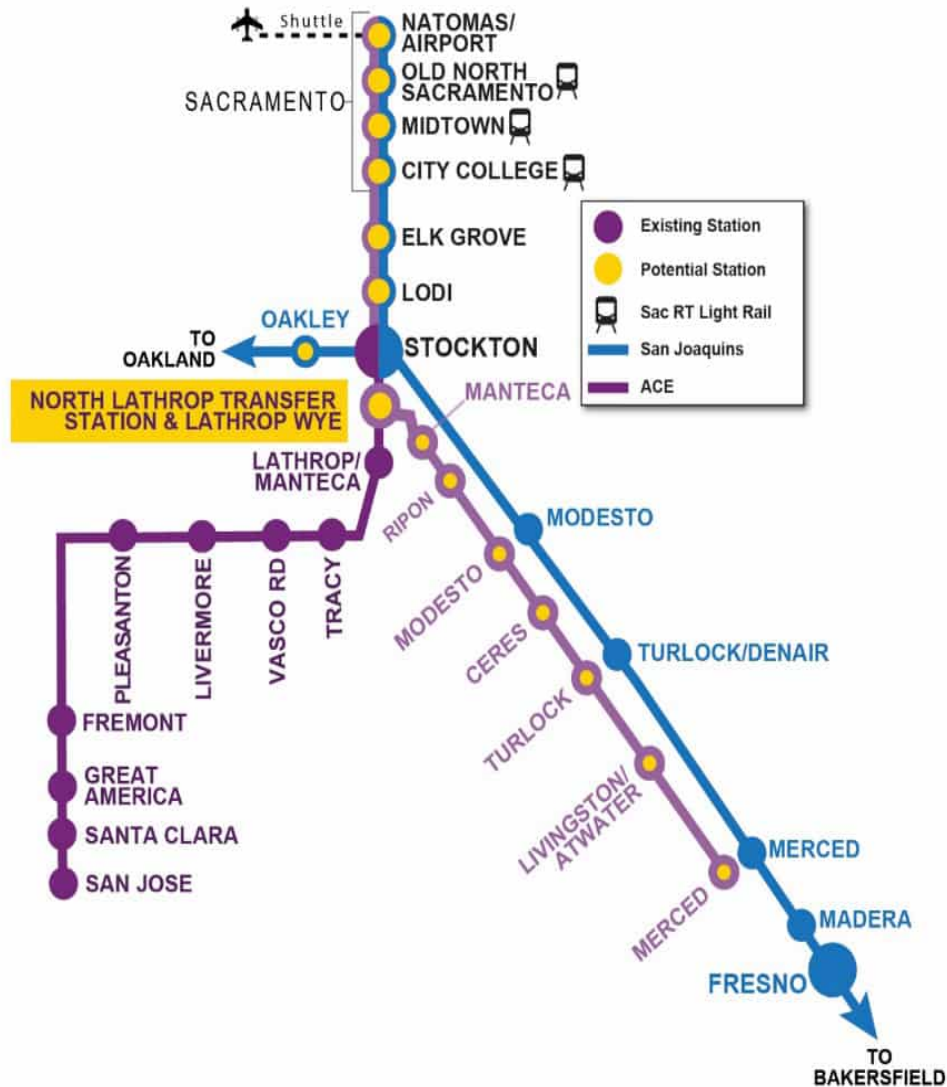 Shuttle
NATOMAS/
AIRPORT
OLD NORTH
SACRAMENTO
SACRAMENTO
MIDTOWN
CITY COLLEGE
ELK GROVE
LODI
OAKLEY
TO
OAKLAND
STOCKTON
Existing Station
Potential Station
Sac RT Light Rail
San Joaquins
ACE
NORTH LATHROP TRANSFER
STATION & LATHROP WYE
MANTECA
LATHROP/
MANTECA
RIPON
MODESTO
MODESTO
PLEASANTON
LIVERMORE
VASCO RD
TRACY
CERES
TURLOCK/DENAIR
TURLOCK
FREMONT
GREAT
AMERICA
SANTA CLARA
SAN JOSE
LIVINGSTON/
ATWATER
MERCED
MERCED
MADERA
FRESNO
TO
BAKERSFIELD